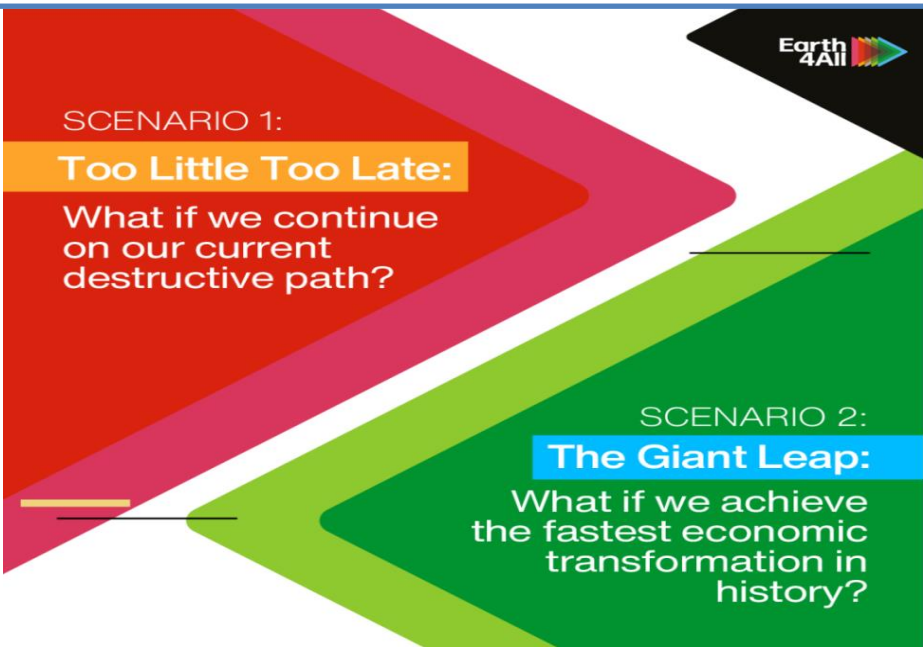 Earth
4All
SCENARIO 1:
Too Little Too Late:
What if we continue
on our current
destructive path?
SCENARIO 2:
The Giant Leap:
What if we achieve
the fastest economic
transformation in
history?